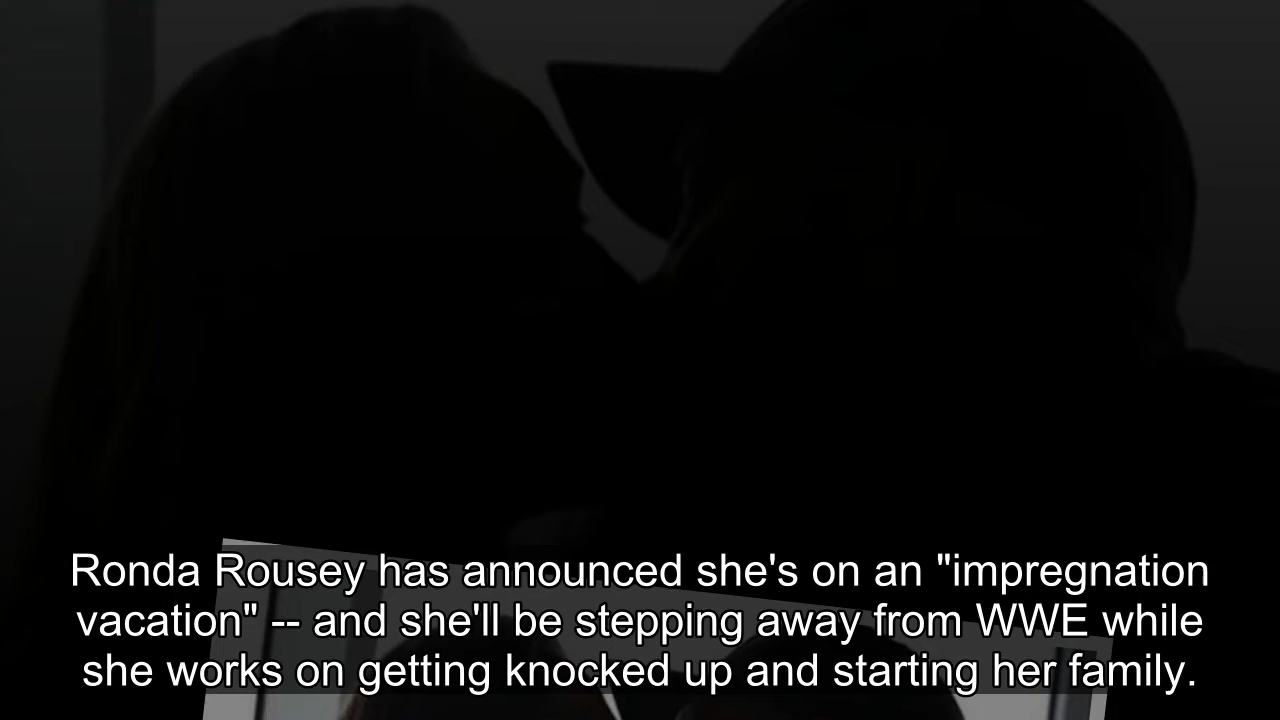 Ronda Rousey has announced she's on an "impregnation
vacation" -- and she'll be stepping away from WWE while
she works on getting knocked up and starting her family.